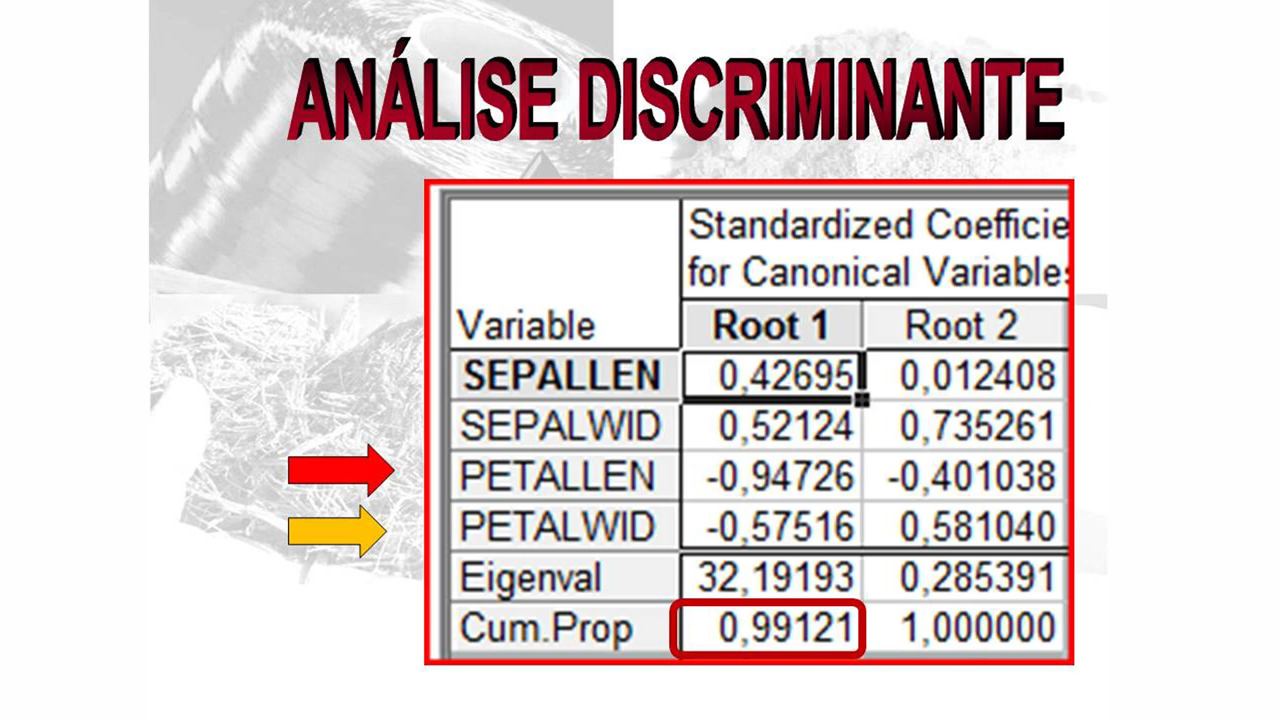 ANÁLISE DISCRIMINANTE
Standardized Coefficie
for Canonical Variables
Variable Root 1 Root 2
SEPALLEN 0,42695 0,012408
SEPALWID 0,52124 0,735261
PETALLEN -0,94726 -0,401038
PETALWID -0,57516 0,581040
Eigenval 32,19193 0,285391
Cum.Prop 0,99121 1,000000